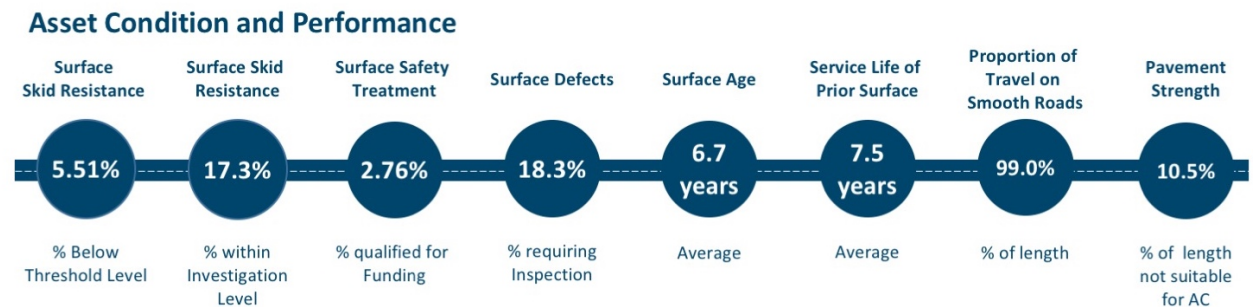 Asset Condition and Performance
Surface
Skid Resistance
Surface Skid
Resistance
Surface Safety
Treatment
Surface Defects
Surface Age
Service Life of
Prior Surface
Proportion of
Travel on
Smooth Roads
Pavement
Strength
5.51%
17.3%
2.76%
18.3%
6.7
years
7.5
years
99.0%
10.5%
% Below
Threshold Level
% within
Investigation
Level
% qualified for
Funding
% requiring
Inspection
Average
Average
% of length
% of length
not suitable
for AC